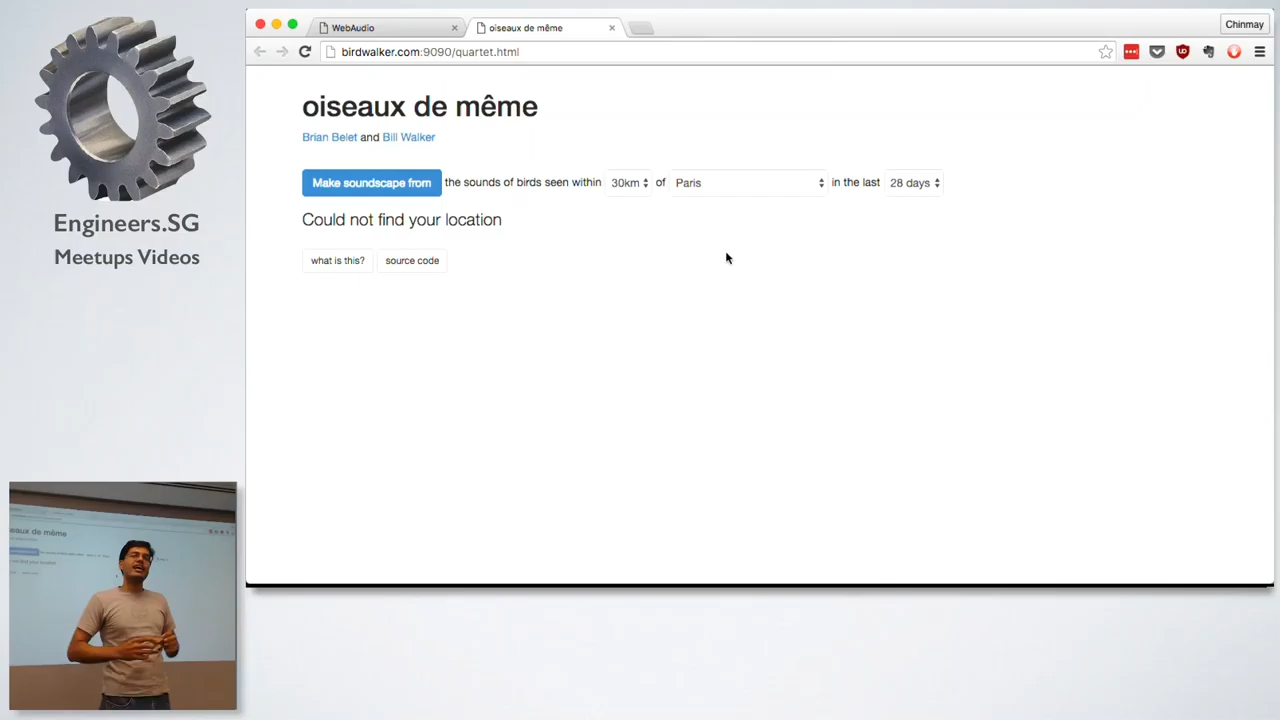 Engineers.SG
Meetups Videos
WebAudio
oiseaux de même
Chinmay
birdwalker.com:9090/quartet.html
oiseaux de même
Brian Belet and Bill Walker
Make soundscape from the sounds of birds seen within 30km of Paris in the last 28 days
Could not find your location
what is this? source code